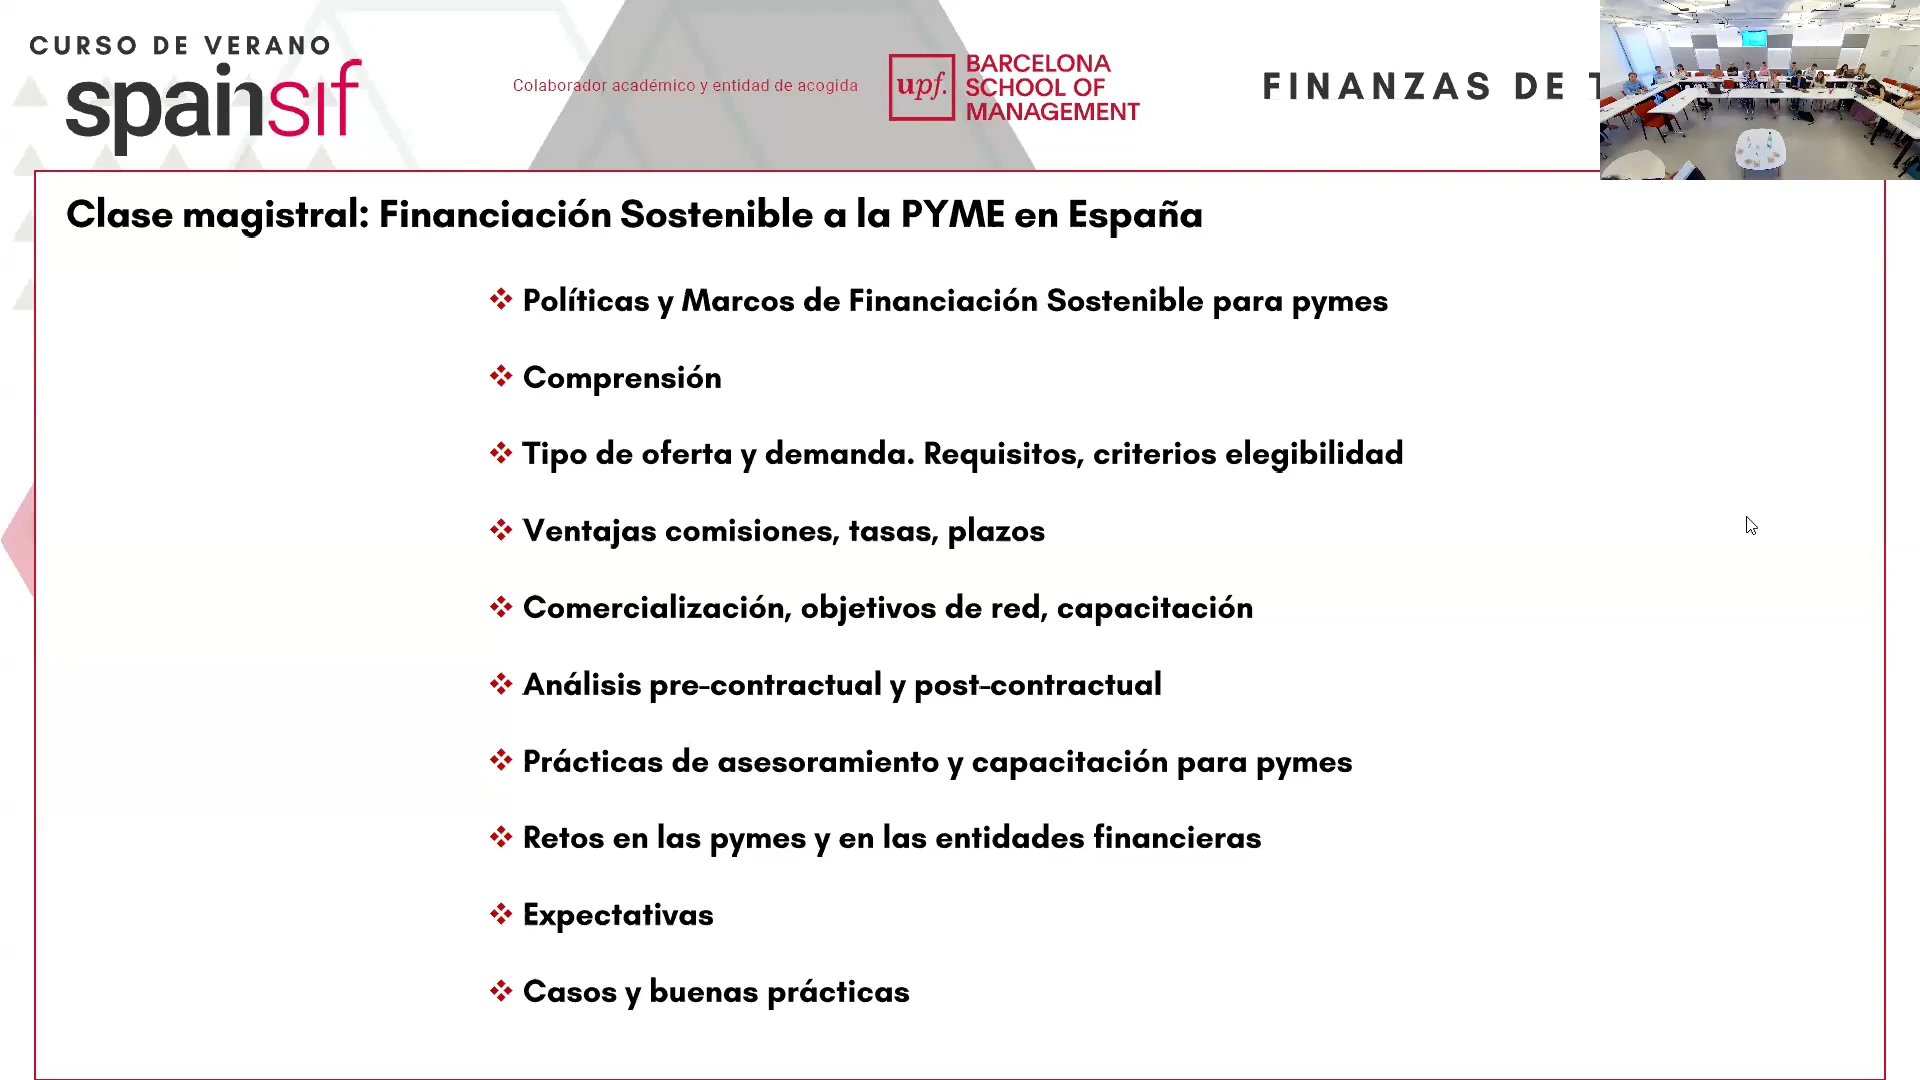 CURSO DE VERANO
spainsif
Colaborador académico y entidad de acogida
upf.
BARCELONA
SCHOOL OF
MANAGEMENT
FINANZAS DE
Clase magistral: Financiación Sostenible a la PYME en España
❖ Políticas y Marcos de Financiación Sostenible para pymes
❖ Comprensión
❖ Tipo de oferta y demanda. Requisitos, criterios elegibilidad
❖ Ventajas comisiones, tasas, plazos
❖ Comercialización, objetivos de red, capacitación
❖ Análisis pre-contractual y post-contractual
❖ Prácticas de asesoramiento y capacitación para pymes
❖ Retos en las pymes y en las entidades financieras
❖ Expectativas
❖ Casos y buenas prácticas